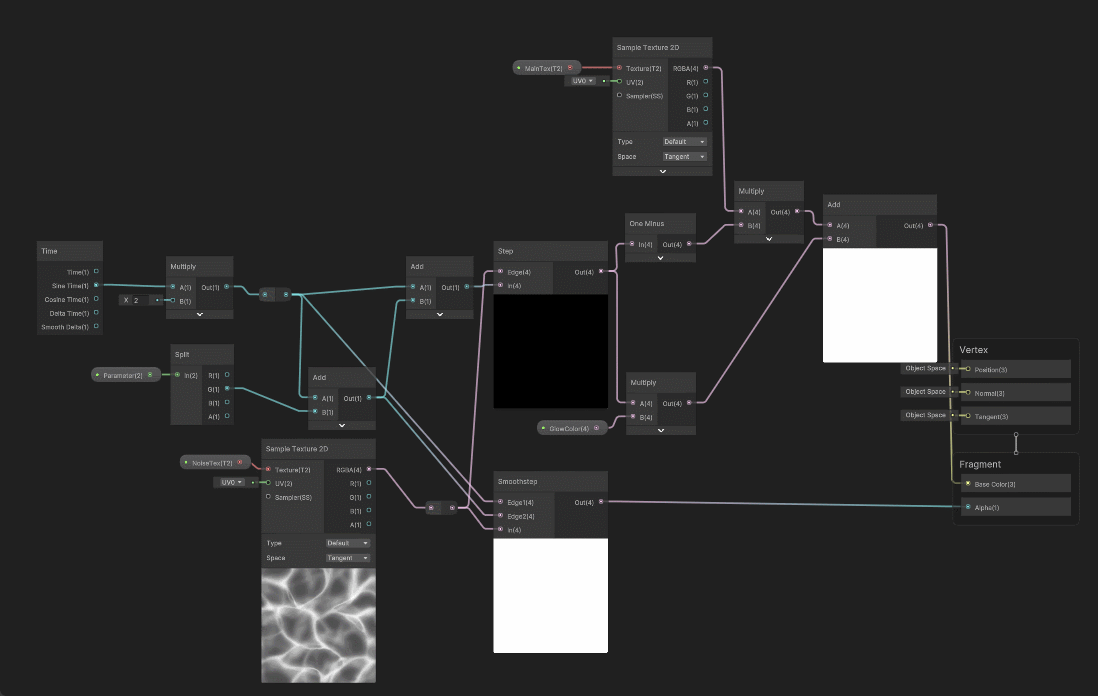 Sample Texture 2D
MainTex(T2)
Texture(T2)
RGBA(4)
UV0
UV(2)
R(1)
Sampler(SS)
G(1)
B(1)
A(1)
Type
Default
Space
Tangent
Multiply
A(4)
Out(4)
B(4)
Add
A(4)
Out(4)
B(4)
One Minus
In(4)
Out(4)
Time
Time(1)
Sine Time(1)
Cosine Time(1)
Delta Time(1)
Smooth Delta(1)
Multiply
A(1)
Out(1)
X 2
B(1)
Add
A(1)
Out(1)
B(1)
Step
Edge(4)
Out(4)
In(4)
Split
Parameter(2)
In(2)
R(1)
G(1)
B(1)
A(1)
Add
A(1)
Out(1)
B(1)
Multiply
A(4)
Out(4)
B(4)
GlowColor(4)
Sample Texture 2D
NoiseTex(T2)
Texture(T2)
RGBA(4)
UV0
UV(2)
R(1)
Sampler(SS)
G(1)
B(1)
A(1)
Type
Default
Space
Tangent
Smoothstep
Edge1(4)
Out(4)
Edge2(4)
In(4)
Vertex
Object Space
Position(3)
Object Space
Normal(3)
Object Space
Tangent(3)
Fragment
Base Color(3)
Alpha(1)